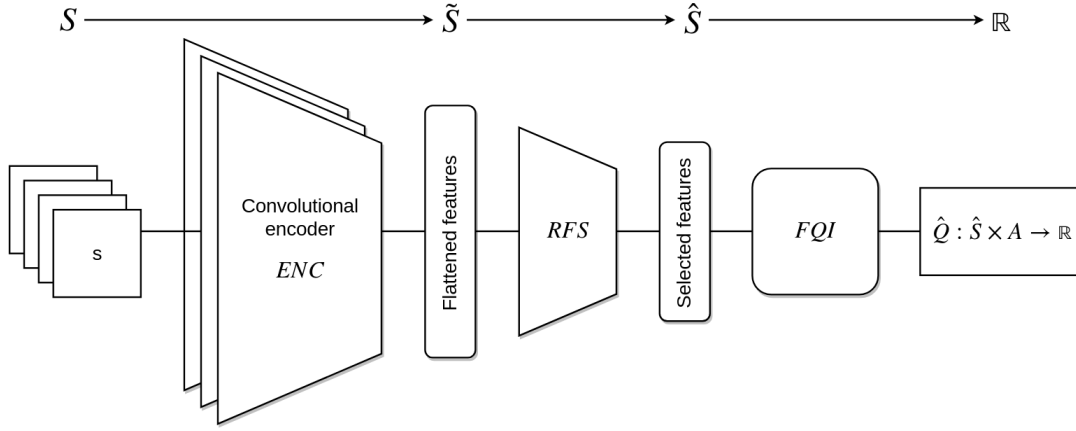 S S̃ Ŝ ℝ
s
Convolutional
encoder
ENC
Flattened features
RFS
Selected features
FQI
Q̂ : Ŝ × A → ℝ